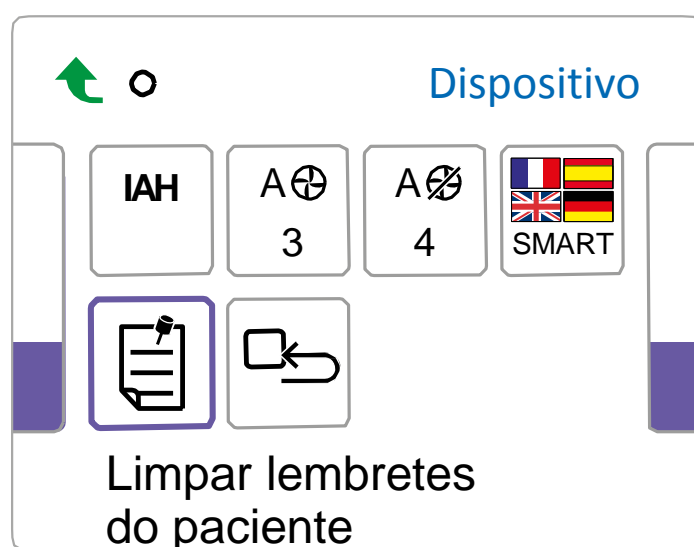 Dispositivo
IAH
A
3
A
4
SMART
Limpar lembretes
do paciente